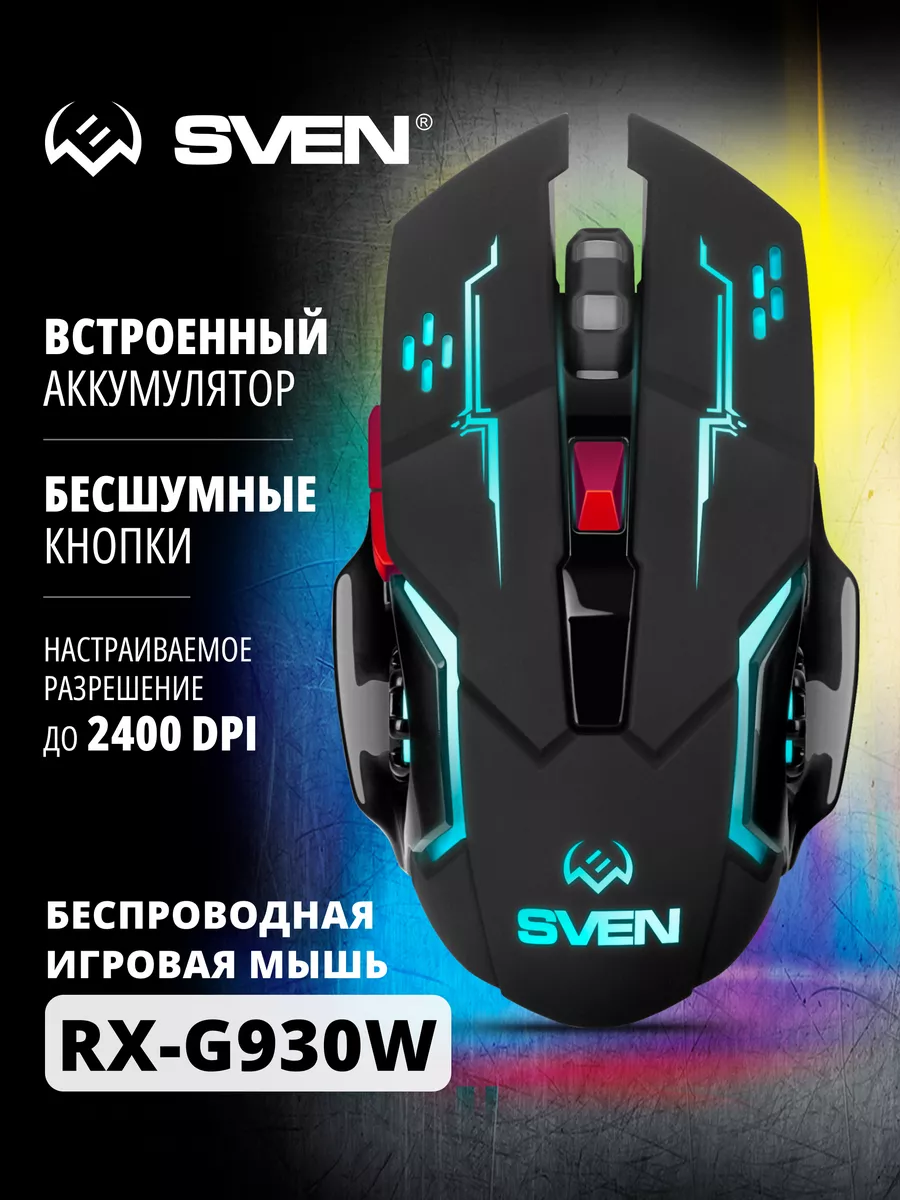 SVEN®
ВСТРОЕННЫЙ
АККУМУЛЯТОР
БЕСШУМНЫЕ
КНОПКИ
НАСТРАИВАЕМОЕ
РАЗРЕШЕНИЕ
ДО 2400 DPI
SVEN
БЕСПРОВОДНАЯ
ИГРОВАЯ МЫШЬ
RX-G930W